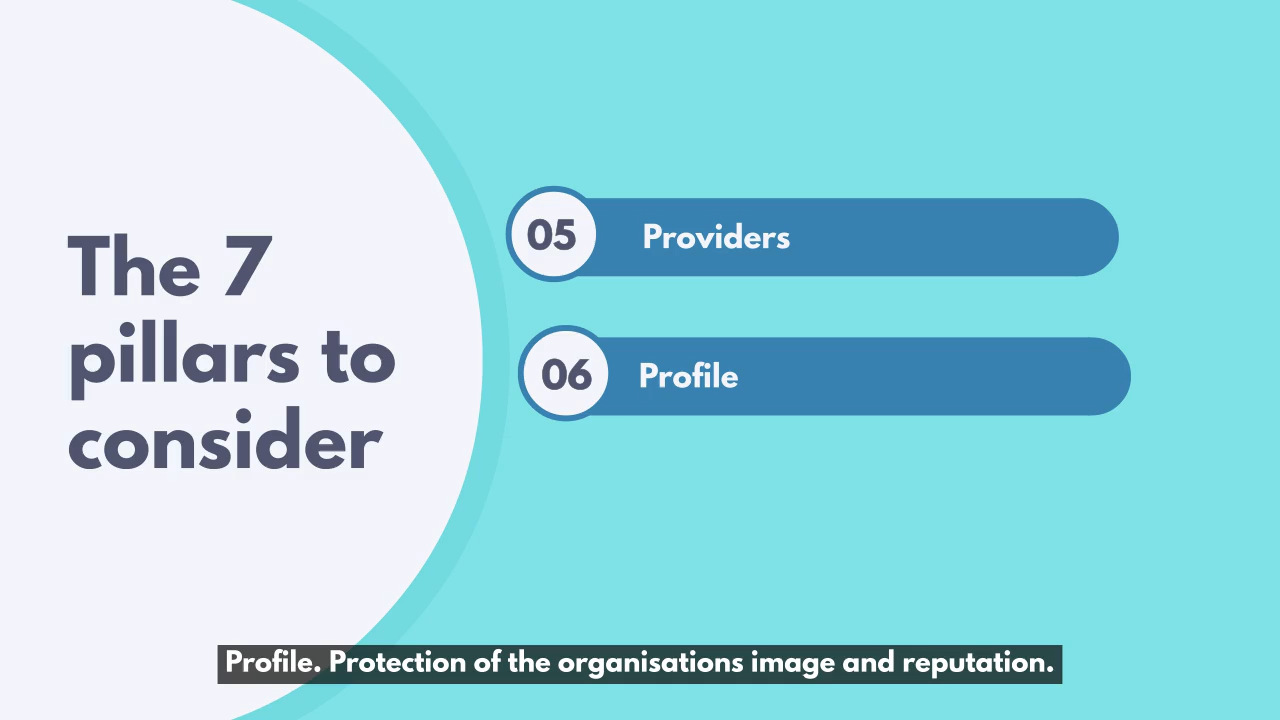 The 7
pillars to
consider
05 Providers
06 Profile
Profile. Protection of the organisations image and reputation.